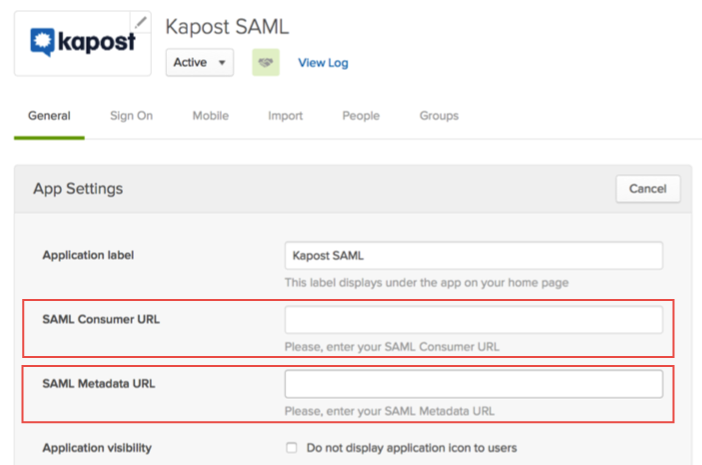 kapost
Kapost SAML
Active
View Log
General
Sign On
Mobile
Import
People
Groups
App Settings
Cancel
Application label
Kapost SAML
This label displays under the app on your home page
SAML Consumer URL
Please, enter your SAML Consumer URL
SAML Metadata URL
Please, enter your SAML Metadata URL
Application visibility
Do not display application icon to users